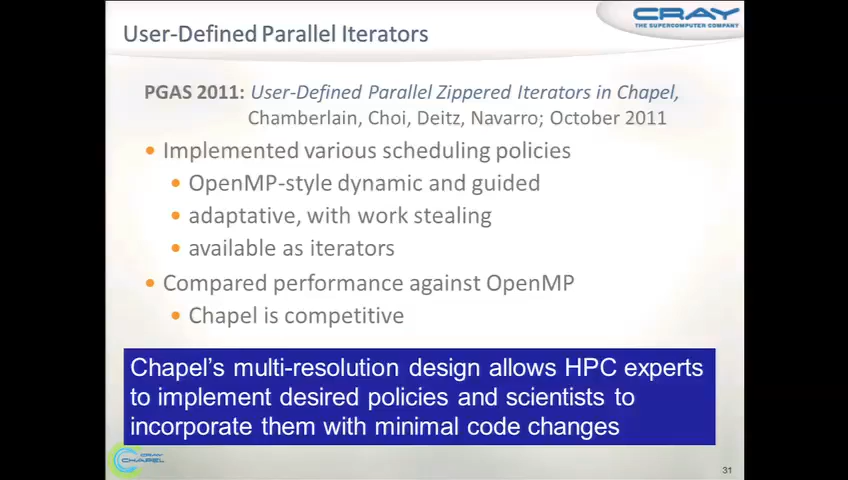 CRAY
THE SUPERCOMPUTER COMPANY
User-Defined Parallel Iterators
PGAS 2011: User-Defined Parallel Zippered Iterators in Chapel,
Chamberlain, Choi, Deitz, Navarro; October 2011
• Implemented various scheduling policies
• OpenMP-style dynamic and guided
• adaptative, with work stealing
• available as iterators
• Compared performance against OpenMP
• Chapel is competitive
Chapel's multi-resolution design allows HPC experts
to implement desired policies and scientists to
incorporate them with minimal code changes
CRAY
CHAPEL
31